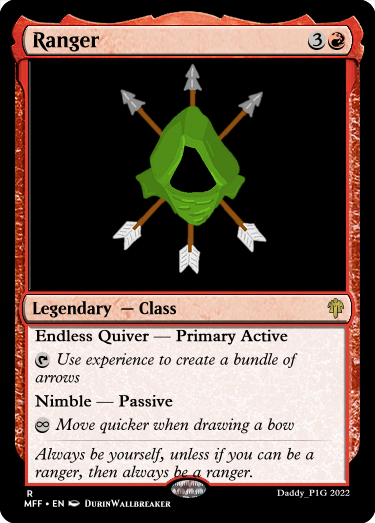 Ranger 3
Legendary — Class
Endless Quiver — Primary Active
Use experience to create a bundle of
arrows
Nimble — Passive
∞ Move quicker when drawing a bow
Always be yourself, unless if you can be a
ranger, then always be a ranger.
R
MFF • EN DurinWallbreaker
Daddy_P1G 2022